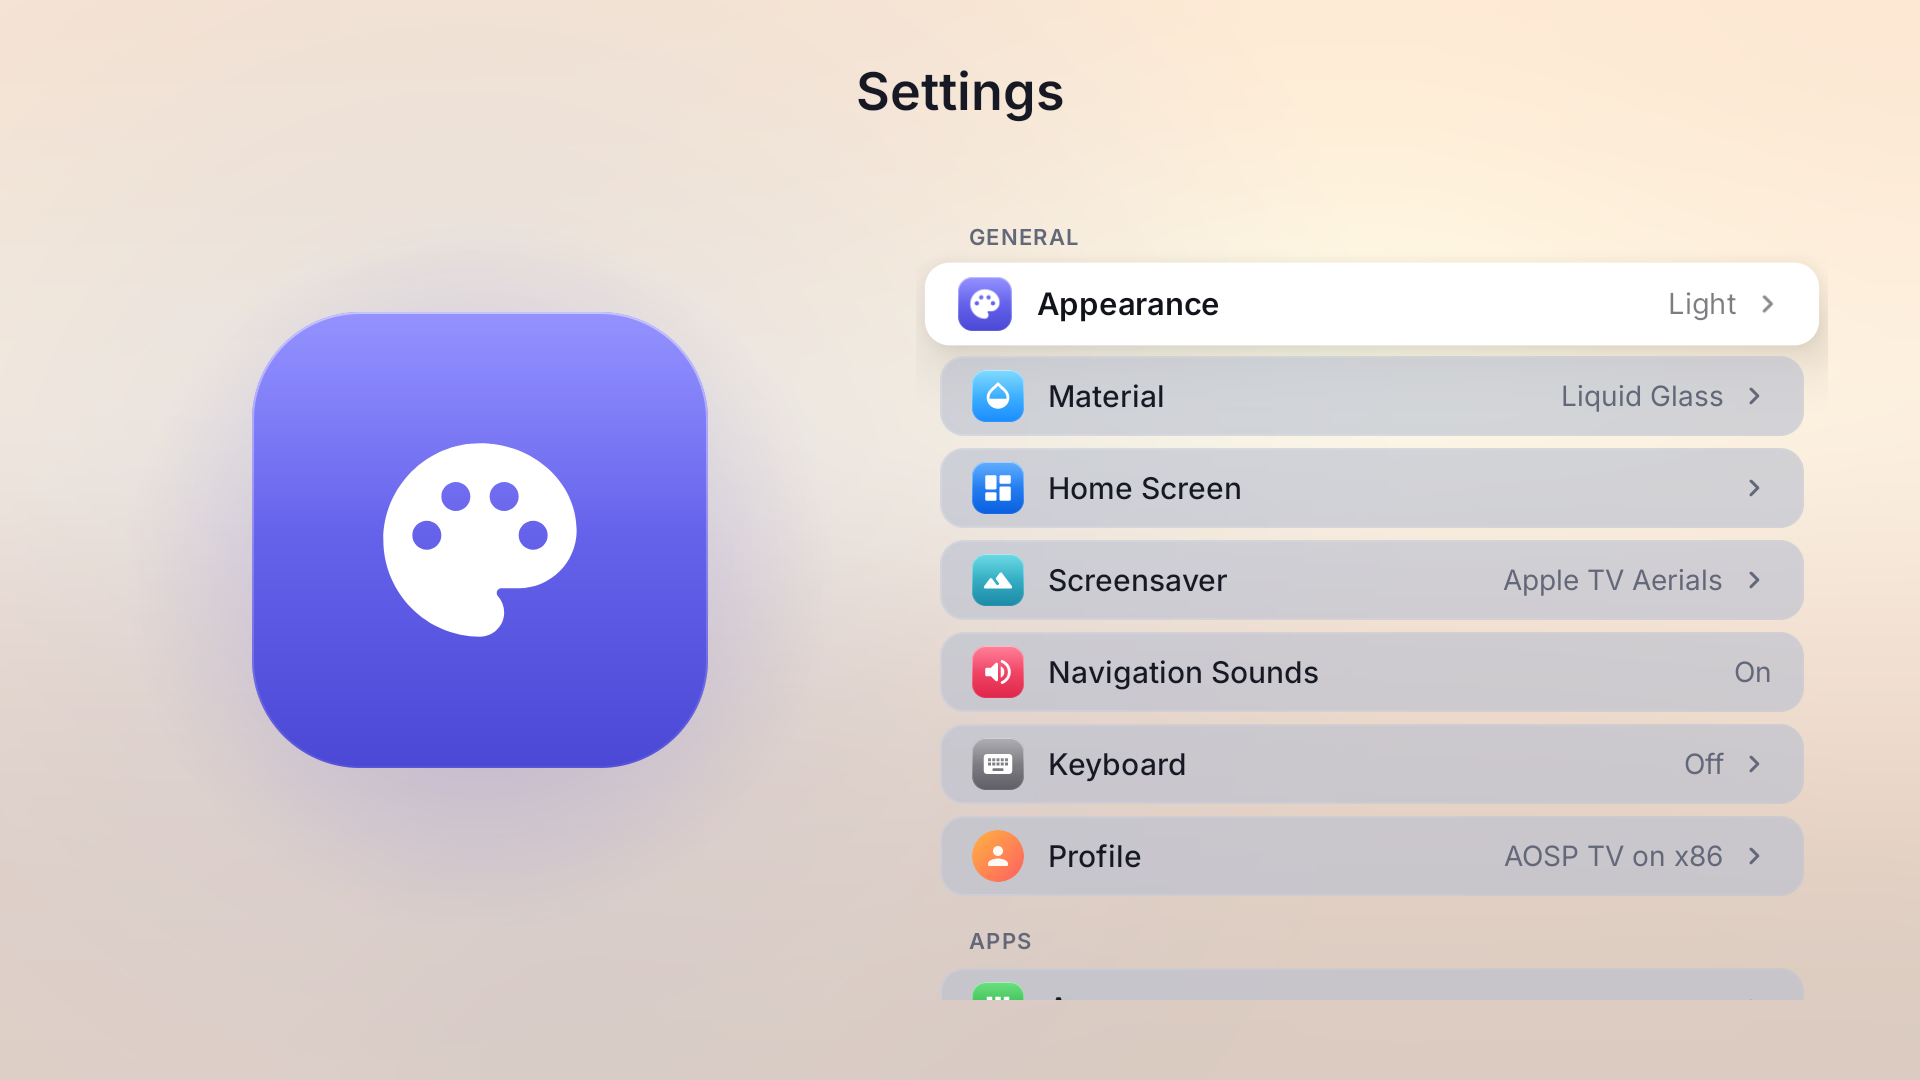 Settings
GENERAL
Appearance Light
Material Liquid Glass
Home Screen
Screensaver Apple TV Aerials
Navigation Sounds On
Keyboard Off
Profile AOSP TV on x86
APPS